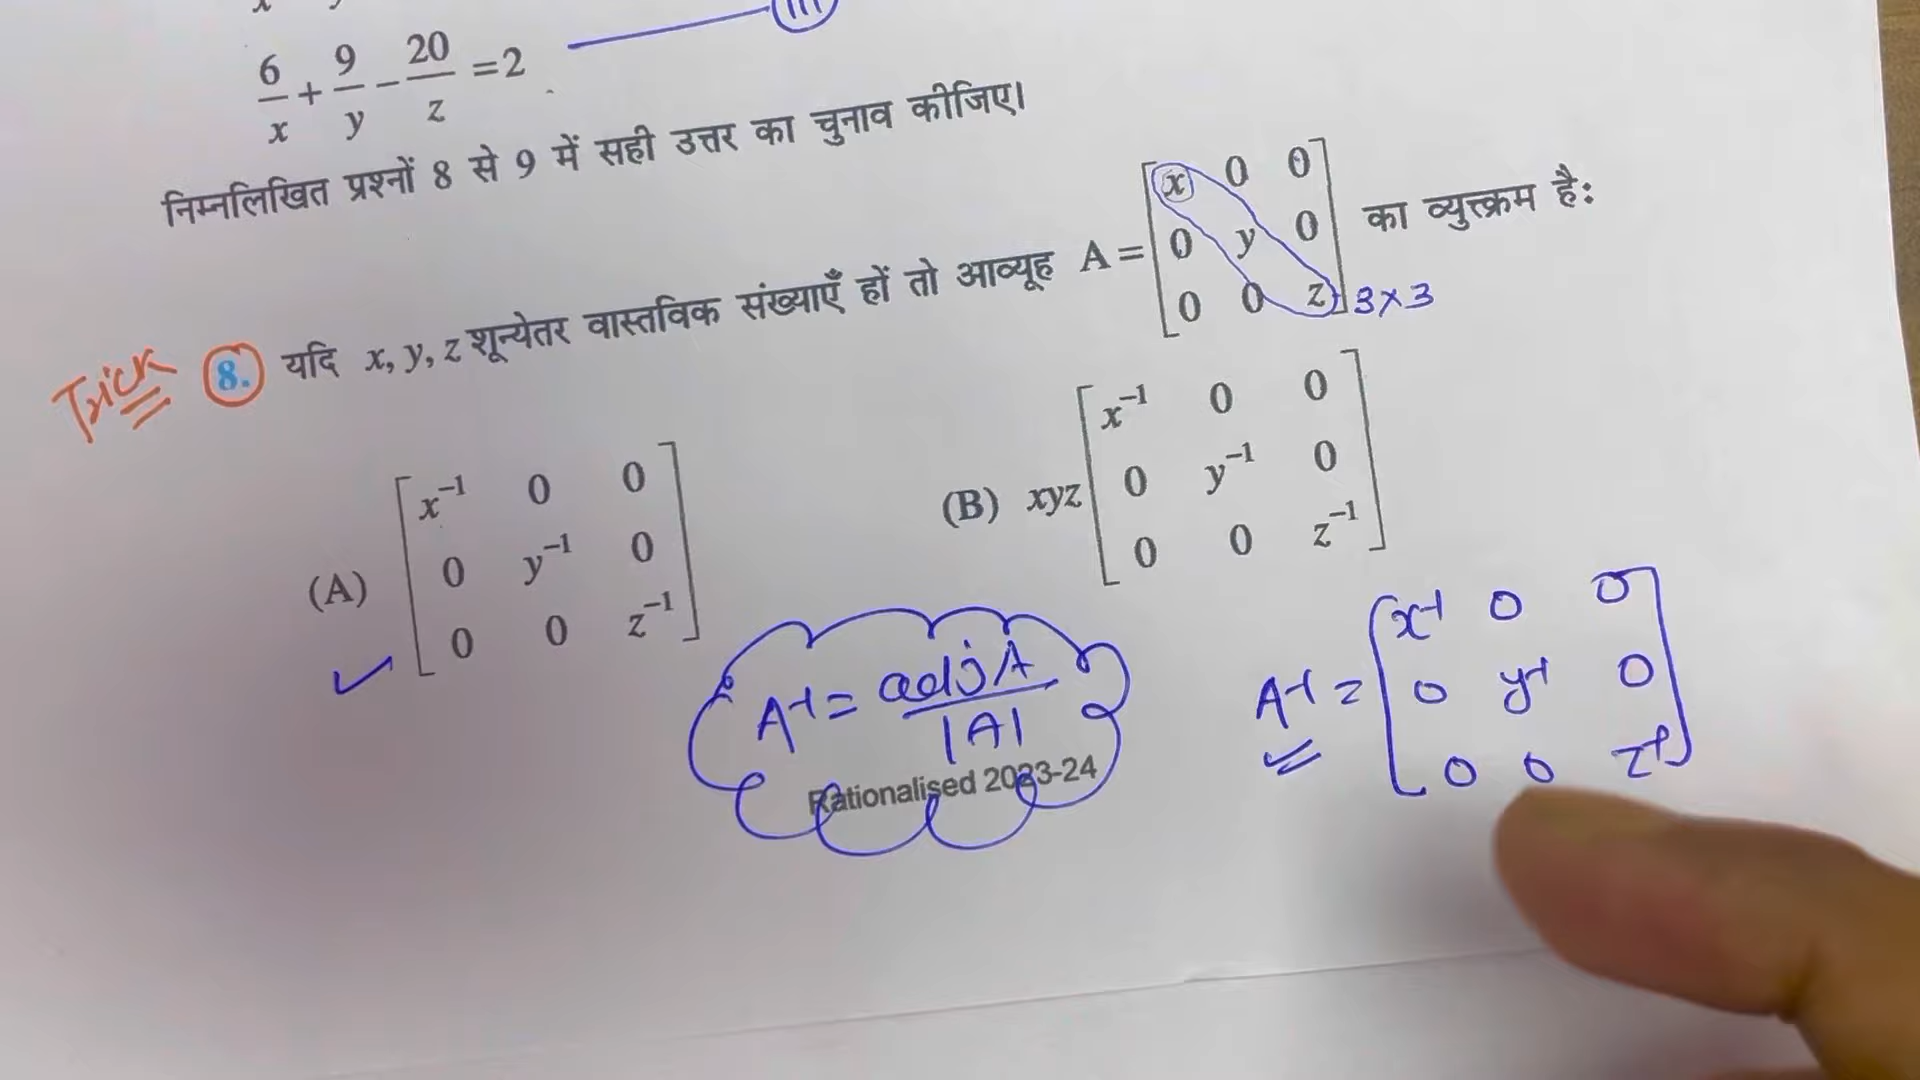 (III)
6/x + 9/y − 20/z = 2
निम्नलिखित प्रश्नों 8 से 9 में सही उत्तर का चुनाव कीजिए।
Trick 8. यदि x, y, z शून्येतर वास्तविक संख्याएँ हों तो आव्यूह A = [x 0 0; 0 y 0; 0 0 z] 3×3 का व्युत्क्रम है:
(A) [x⁻¹ 0 0; 0 y⁻¹ 0; 0 0 z⁻¹]
(B) xyz [x⁻¹ 0 0; 0 y⁻¹ 0; 0 0 z⁻¹]
A⁻¹ = adjA / |A|
A⁻¹ = [x⁻¹ 0 0; 0 y⁻¹ 0; 0 0 z⁻¹]
Rationalised 2023-24